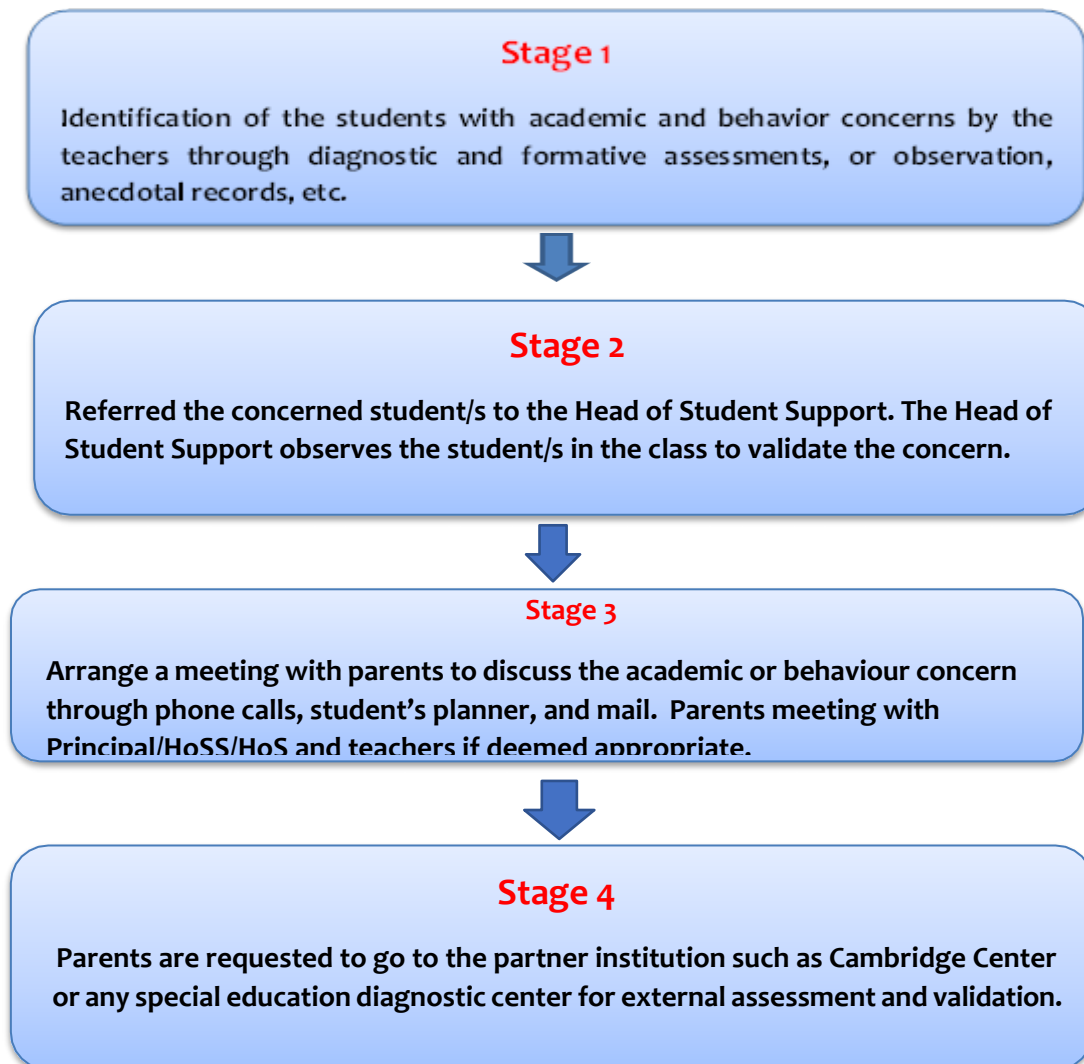 Stage 1
Identification of the students with academic and behavior concerns by the
teachers through diagnostic and formative assessments, or observation,
anecdotal records, etc.
Stage 2
Referred the concerned student/s to the Head of Student Support. The Head of
Student Support observes the student/s in the class to validate the concern.
Stage 3
Arrange a meeting with parents to discuss the academic or behaviour concern
through phone calls, student’s planner, and mail. Parents meeting with
Principal/HoSS/HoS and teachers if deemed appropriate.
Stage 4
Parents are requested to go to the partner institution such as Cambridge Center
or any special education diagnostic center for external assessment and validation.